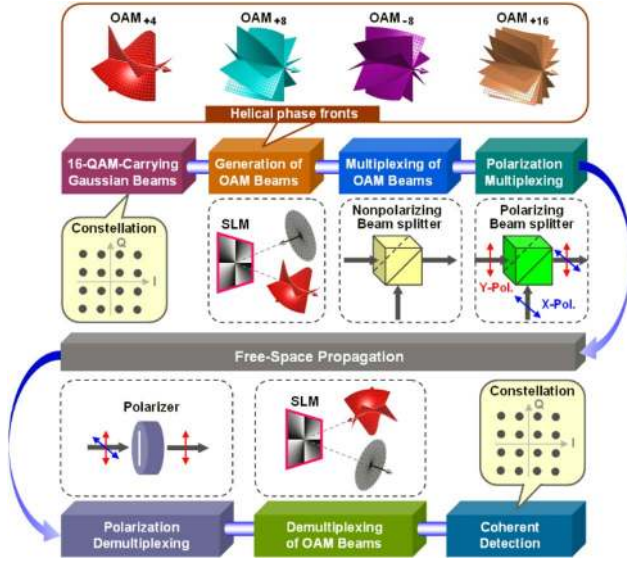 OAM+4
OAM+8
OAM-8
OAM+16
Helical phase fronts
16-QAM-Carrying
Gaussian Beams
Generation of
OAM Beams
Multiplexing of
OAM Beams
Polarization
Multiplexing
Constellation
Q
I
SLM
Nonpolarizing
Beam splitter
Polarizing
Beam splitter
Y-Pol.
X-Pol.
Free-Space Propagation
Polarizer
SLM
Constellation
Q
I
Polarization
Demultiplexing
Demultiplexing
of OAM Beams
Coherent
Detection